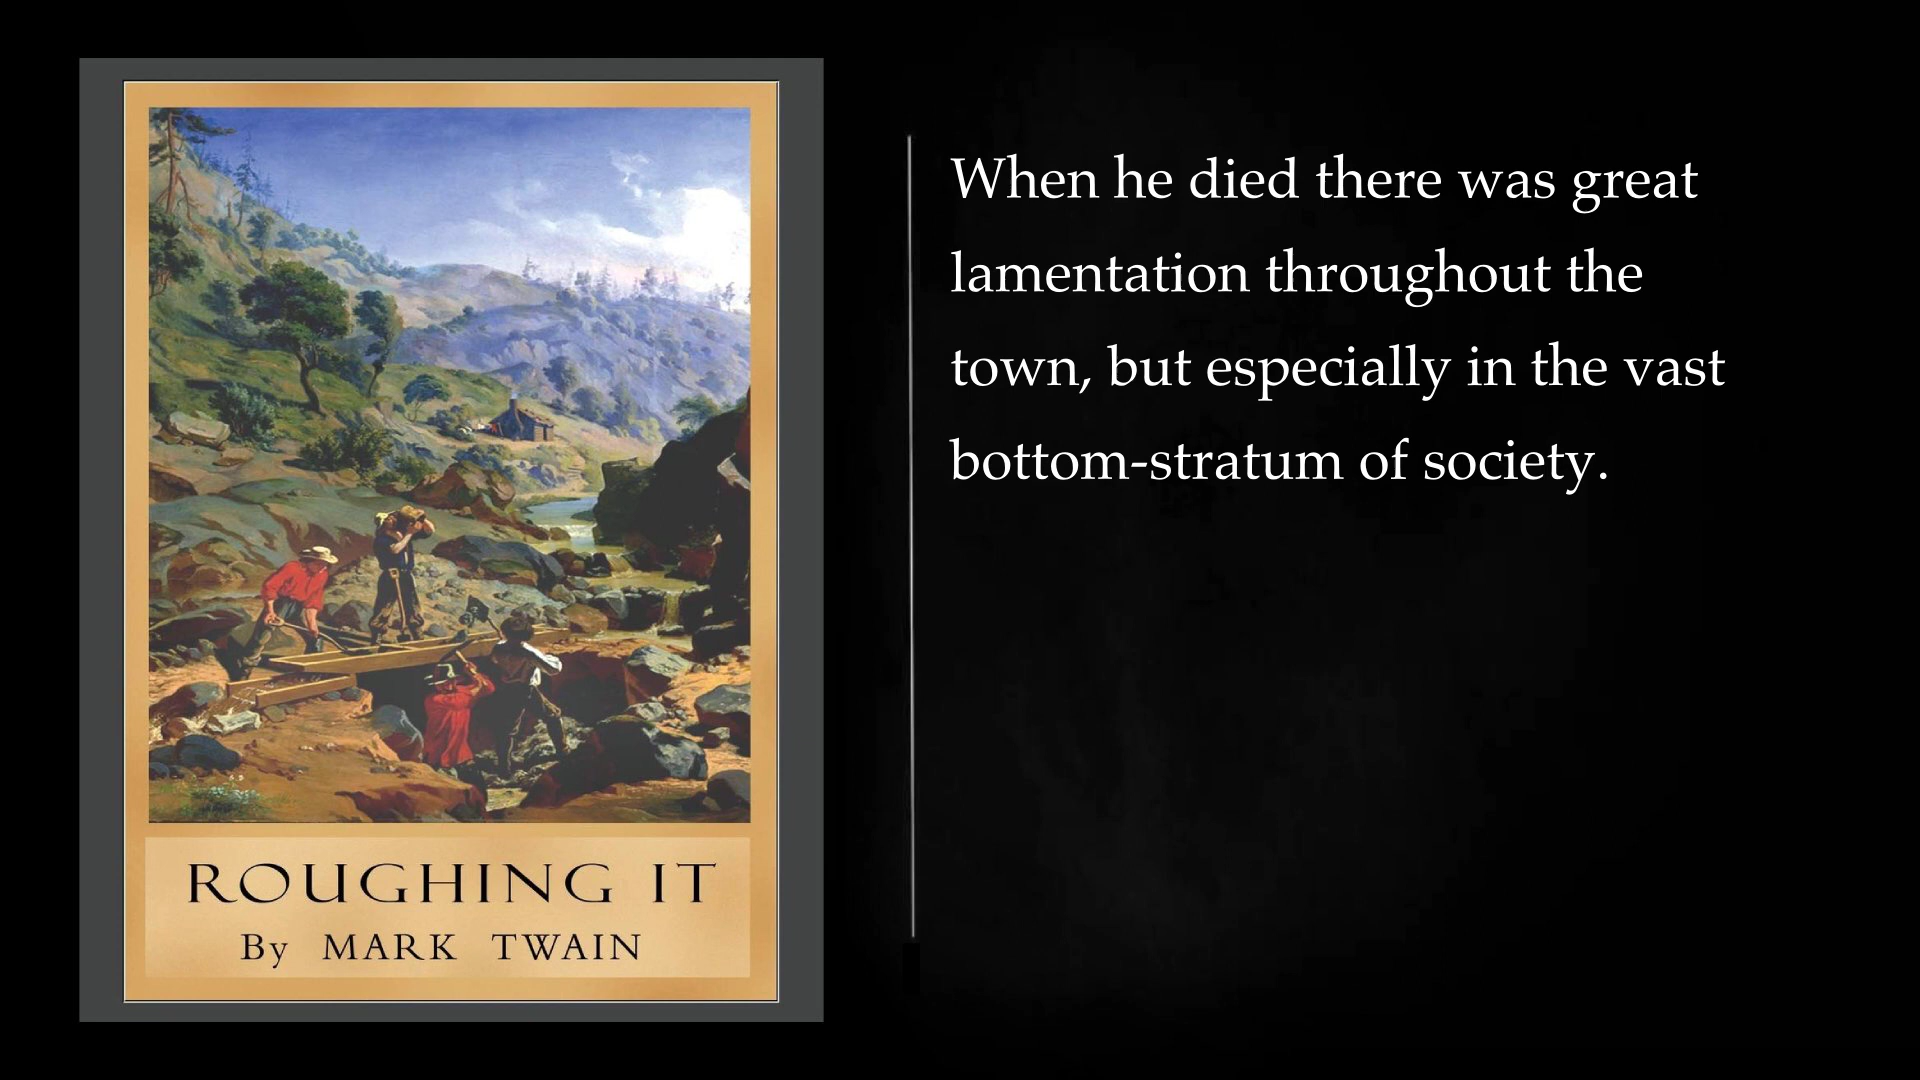 ROUGHING IT
By MARK TWAIN
When he died there was great
lamentation throughout the
town, but especially in the vast
bottom-stratum of society.